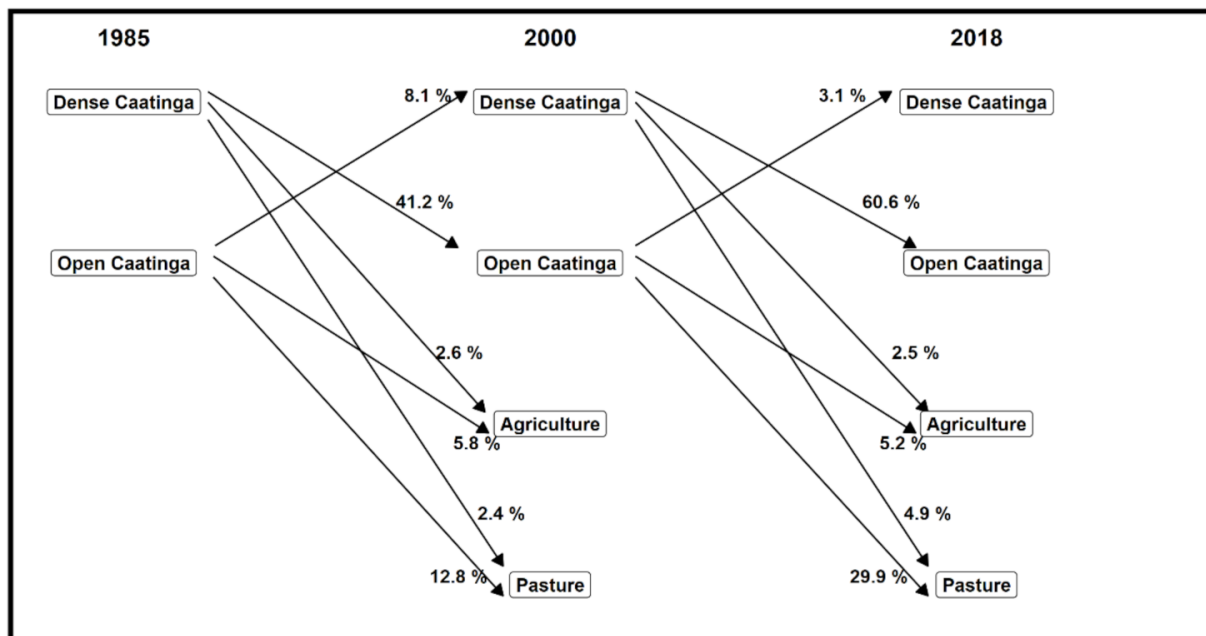 1985 2000 2018
Dense Caatinga 8.1 % Dense Caatinga 3.1 % Dense Caatinga
41.2 % 60.6 %
Open Caatinga Open Caatinga Open Caatinga
2.6 % 2.5 %
Agriculture Agriculture
5.8 % 5.2 %
2.4 % 4.9 %
12.8 % Pasture 29.9 % Pasture